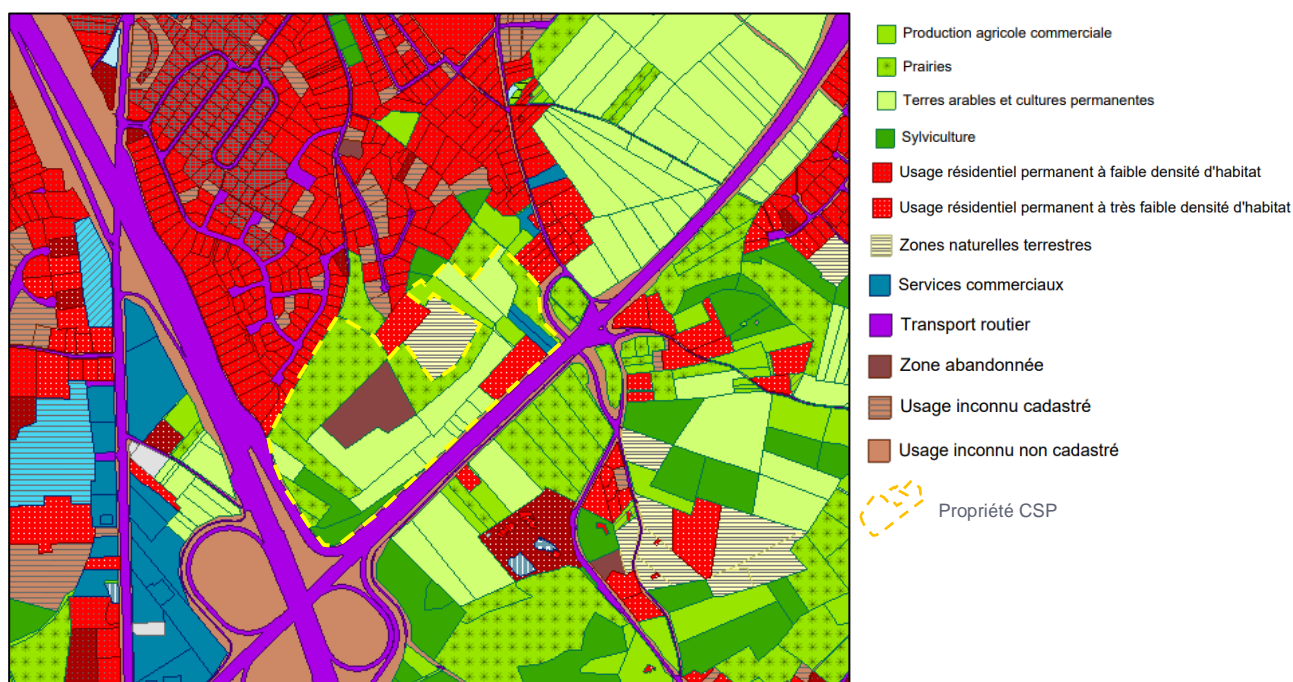 Production agricole commerciale
Prairies
Terres arables et cultures permanentes
Sylviculture
Usage résidentiel permanent à faible densité d'habitat
Usage résidentiel permanent à très faible densité d'habitat
Zones naturelles terrestres
Services commerciaux
Transport routier
Zone abandonnée
Usage inconnu cadastré
Usage inconnu non cadastré
Propriété CSP